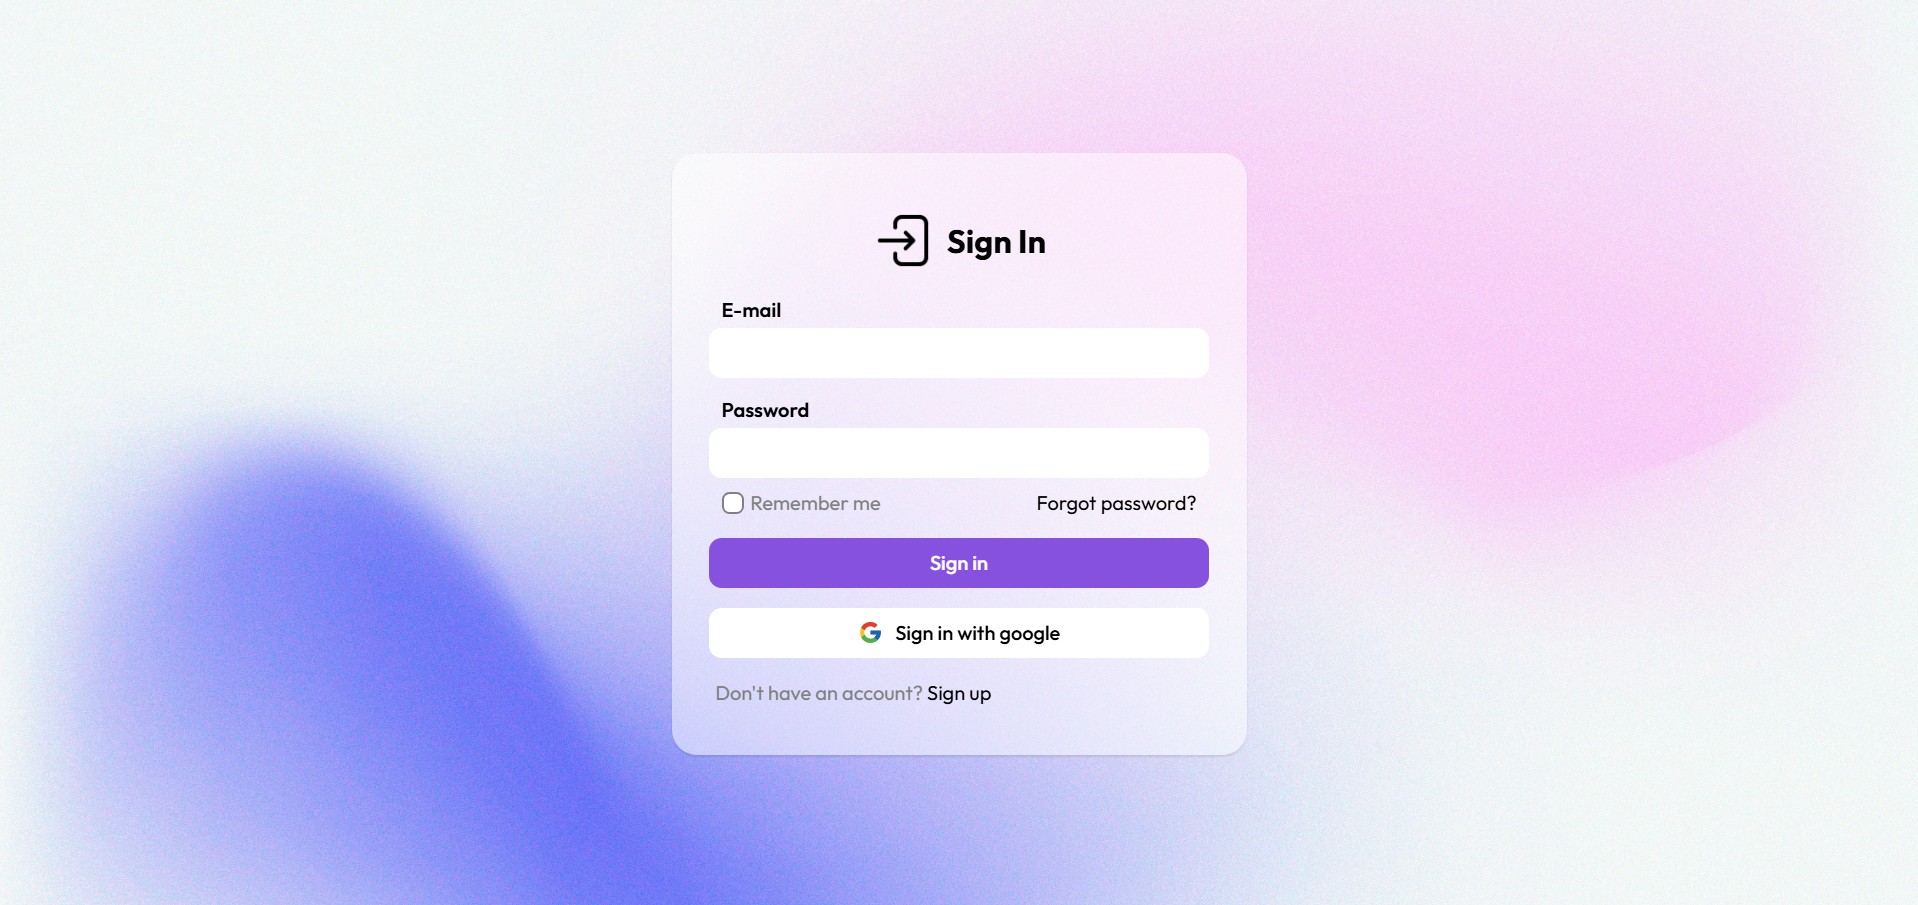 Sign In
E-mail
Password
Remember me Forgot password?
Sign in
Sign in with google
Don't have an account? Sign up